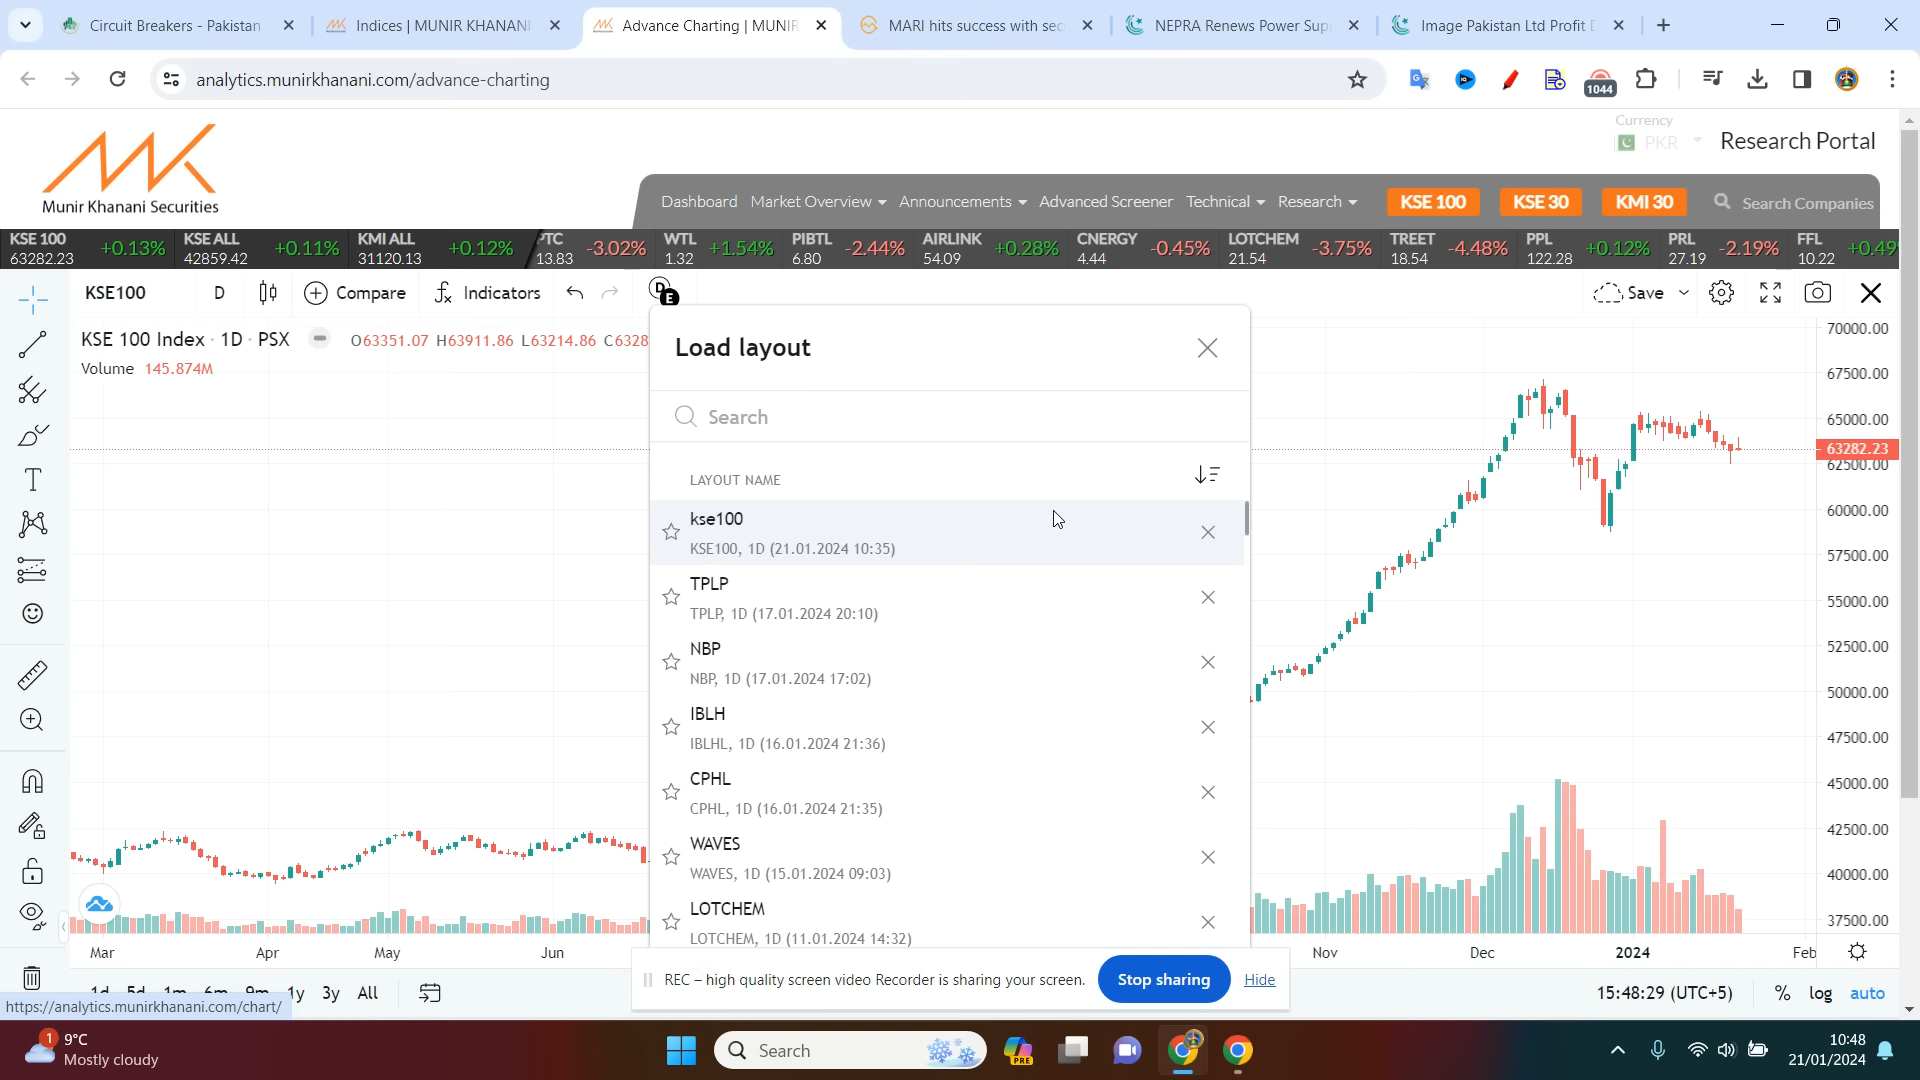 Circuit Breakers - Pakistan
Indices | MUNIR KHANANI
Advance Charting | MUNIR
MARI hits success with sec
NEPRA Renews Power Sup
Image Pakistan Ltd Profit
analytics.munirkhanani.com/advance-charting
1044
Currency
PKR
Research Portal
Munir Khanani Securities
Dashboard Market Overview Announcements Advanced Screener Technical Research KSE 100 KSE 30 KMI 30 Search Companies
KSE 100 63282.23 +0.13%
KSE ALL 42859.42 +0.11%
KMI ALL 31120.13 +0.12%
13.83 -3.02%
WTL 1.32 +1.54%
PIBTL 6.80 -2.44%
AIRLINK 54.09 +0.28%
CNERGY 4.44 -0.45%
LOTCHEM 21.54 -3.75%
TREET 18.54 -4.48%
PPL 122.28 +0.12%
PRL 27.19 -2.19%
FFL 10.22 +0.49
KSE100 D Compare Indicators D E Save
KSE 100 Index · 1D · PSX O63351.07 H63911.86 L63214.86 C6328
Volume 145.874M
Load layout
Search
LAYOUT NAME
kse100
KSE100, 1D (21.01.2024 10:35)
TPLP
TPLP, 1D (17.01.2024 20:10)
NBP
NBP, 1D (17.01.2024 17:02)
IBLH
IBLHL, 1D (16.01.2024 21:36)
CPHL
CPHL, 1D (16.01.2024 21:35)
WAVES
WAVES, 1D (15.01.2024 09:03)
LOTCHEM
LOTCHEM, 1D (11.01.2024 14:32)
70000.00
67500.00
65000.00
63282.23
62500.00
60000.00
57500.00
55000.00
52500.00
50000.00
47500.00
45000.00
42500.00
40000.00
37500.00
Mar Apr May Jun Nov Dec 2024 Feb
1d 5d 1m 6m 9m 1y 3y All
REC – high quality screen video Recorder is sharing your screen. Stop sharing Hide
15:48:29 (UTC+5) % log auto
https://analytics.munirkhanani.com/chart/
1
9°C
Mostly cloudy
Search
PRE
10:48
21/01/2024